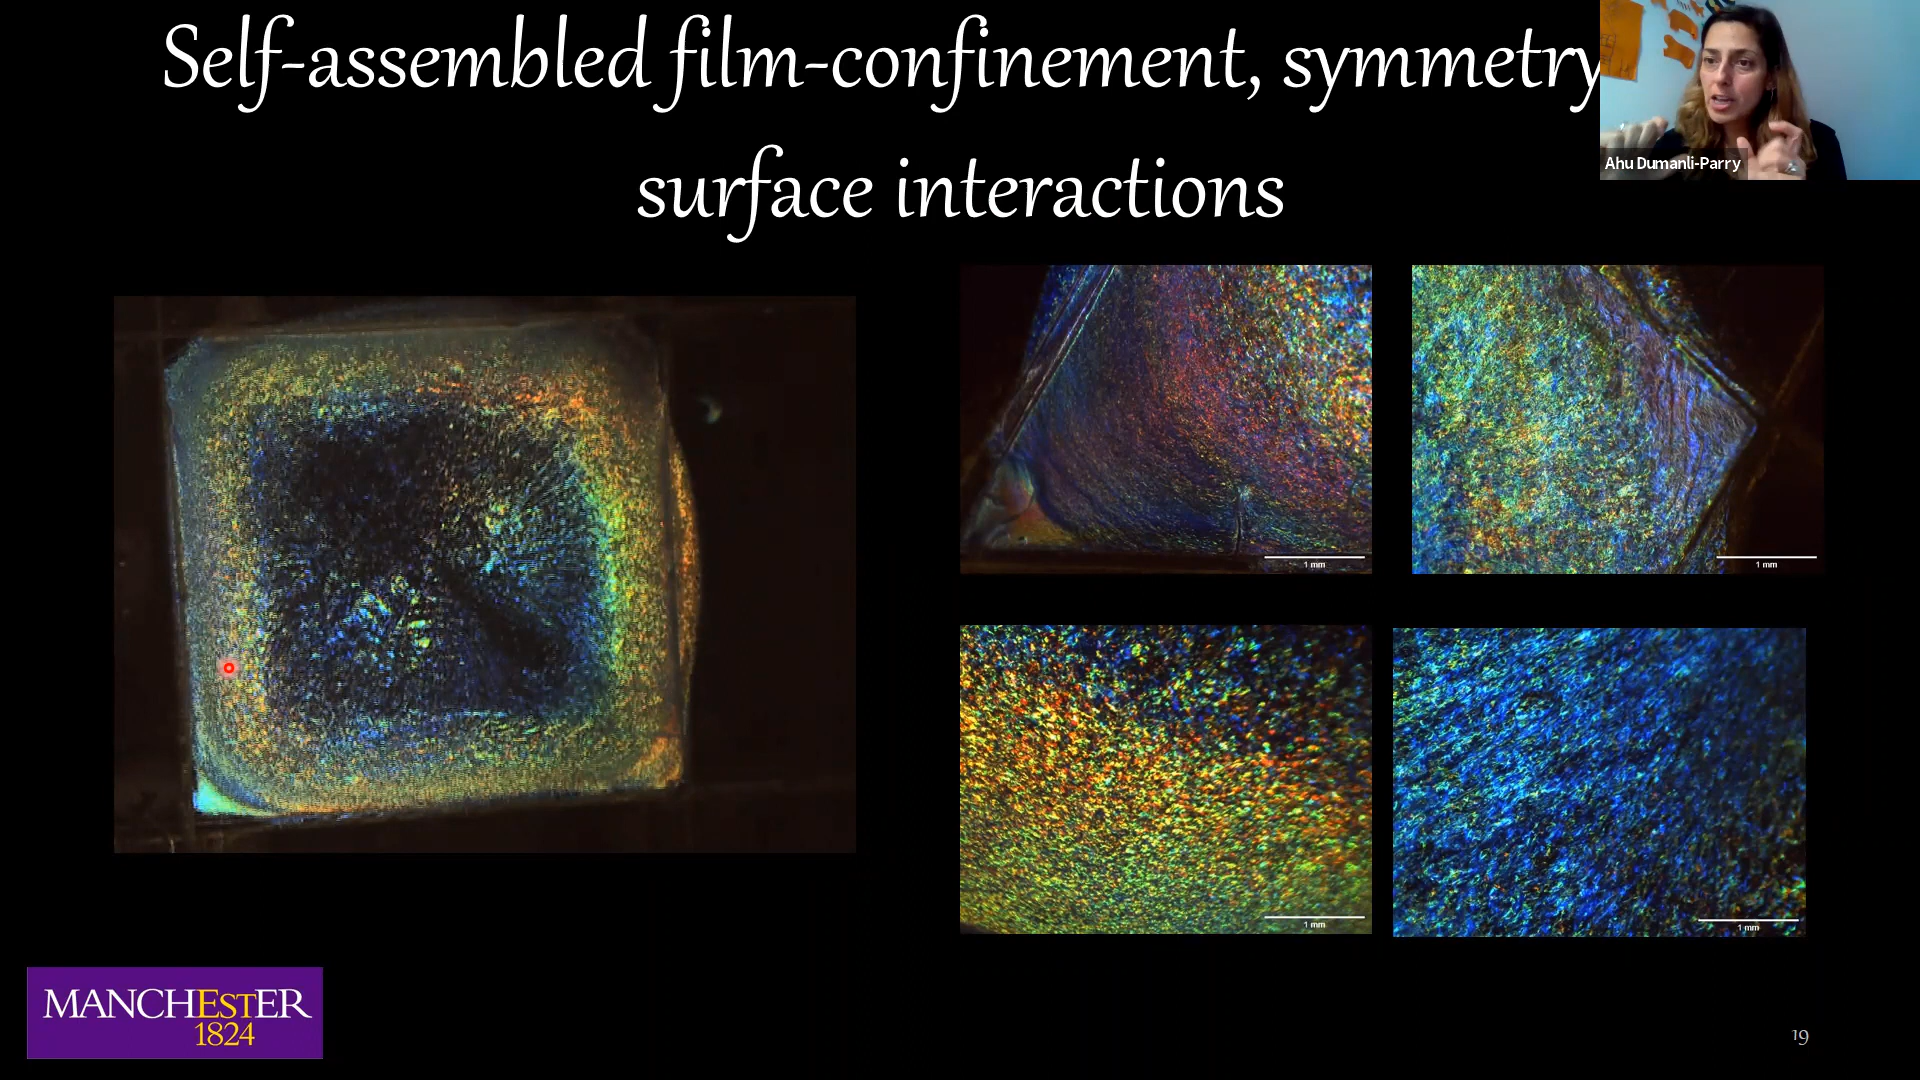 Self-assembled film-confinement, symmetry
surface interactions
Ahu Dumanli-Parry
1 mm
1 mm
1 mm
1 mm
MANCHEstER
1824
19